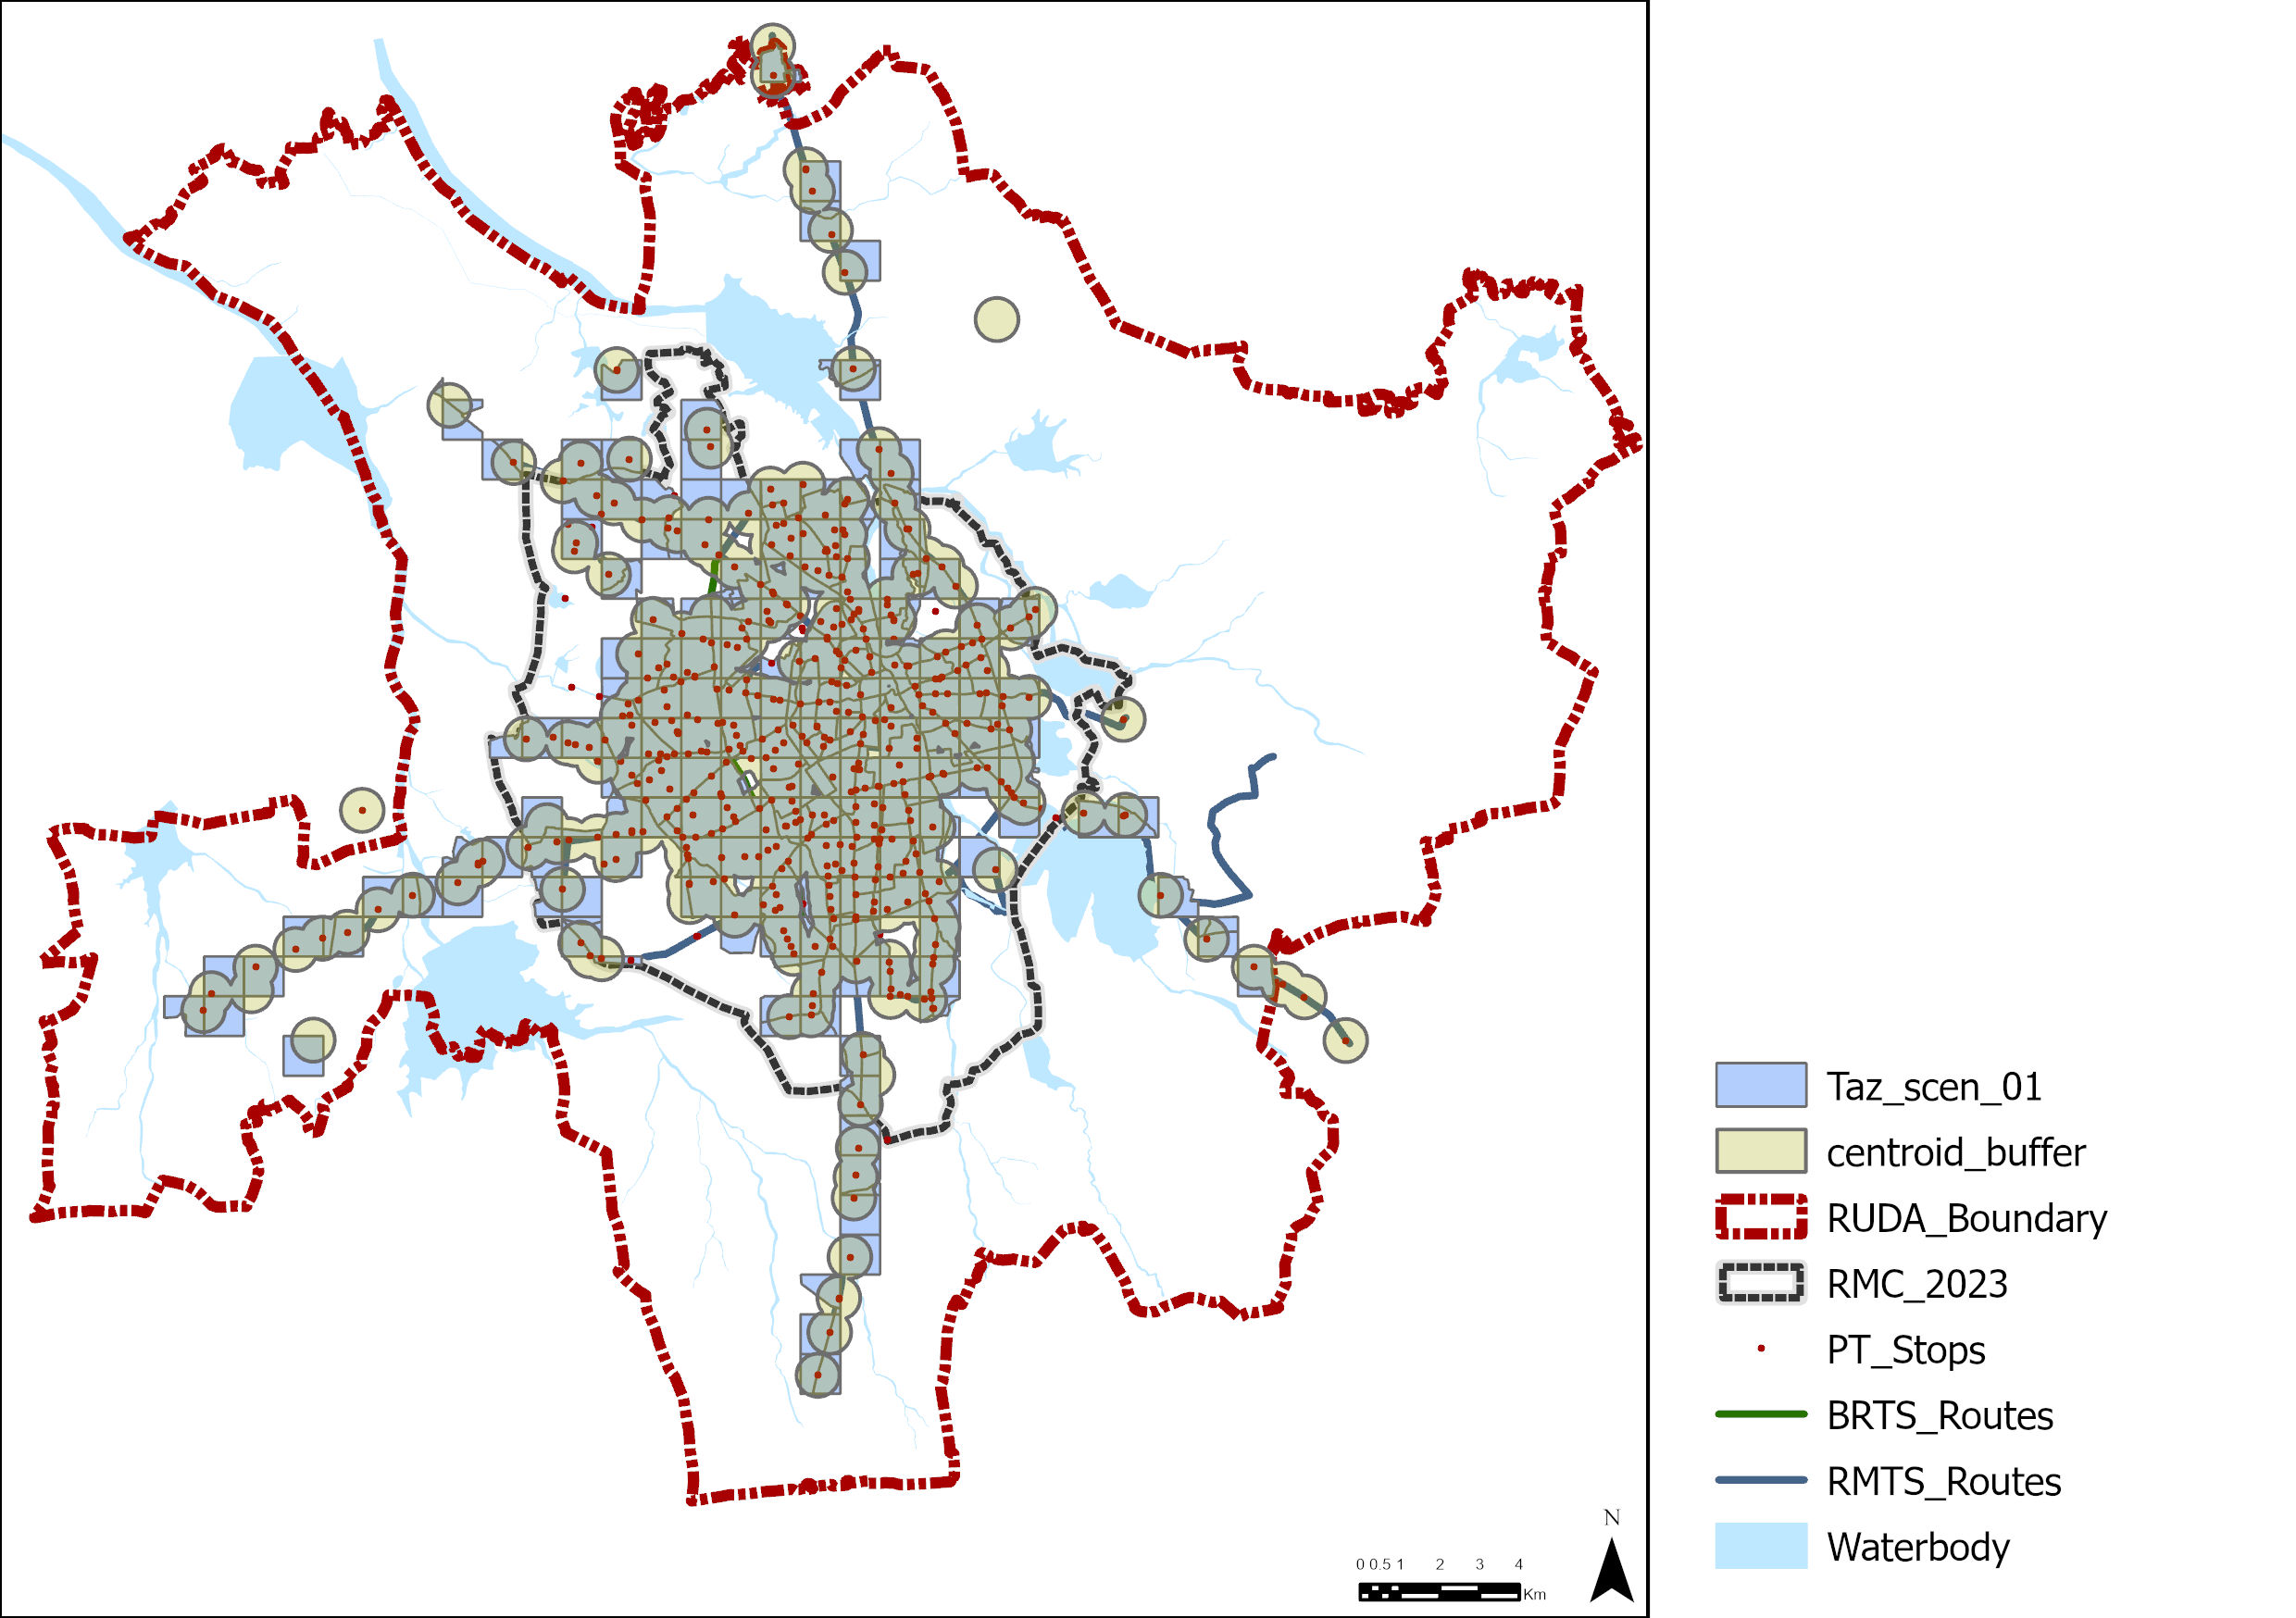 Taz_scen_01
centroid_buffer
RUDA_Boundary
RMC_2023
PT_Stops
BRTS_Routes
RMTS_Routes
Waterbody
N
0 0.5 1 2 3 4
Km